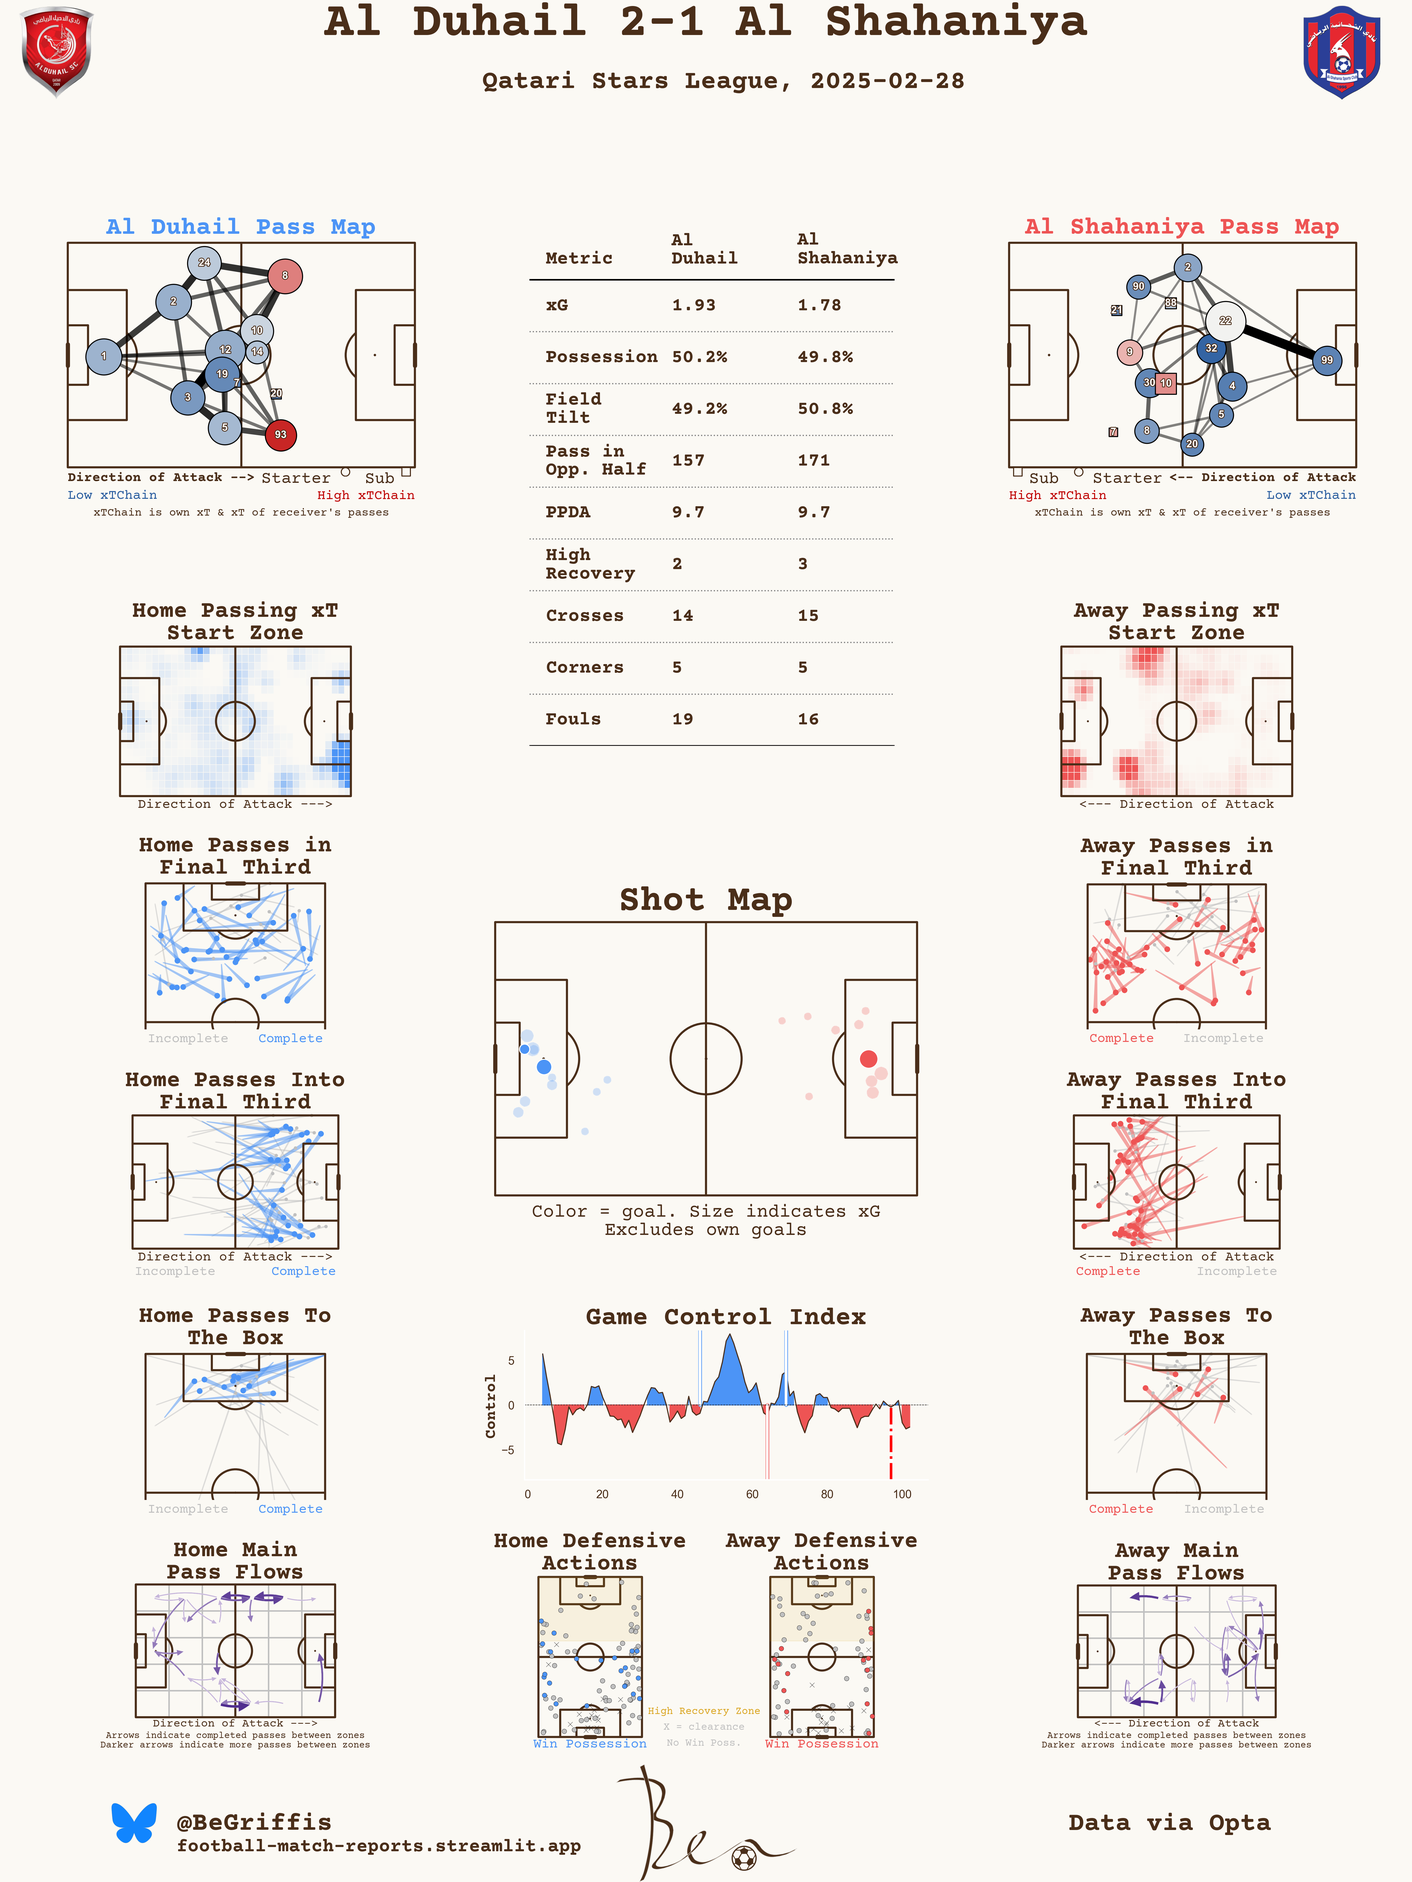 Al Duhail 2-1 Al Shahaniya
Qatari Stars League, 2025-02-28
Al Duhail Pass Map
24
8
2
10
1
12
14
19
7
20
3
5
93
Direction of Attack --> Starter Sub
Low xTChain High xTChain
xTChain is own xT & xT of receiver's passes
Metric Al Duhail Al Shahaniya
xG 1.93 1.78
Possession 50.2% 49.8%
Field Tilt 49.2% 50.8%
Pass in Opp. Half 157 171
PPDA 9.7 9.7
High Recovery 2 3
Crosses 14 15
Corners 5 5
Fouls 19 16
Al Shahaniya Pass Map
2
90
21
88
22
9
32
99
30
10
4
5
7
8
20
Sub Starter <-- Direction of Attack
High xTChain Low xTChain
xTChain is own xT & xT of receiver's passes
Home Passing xT
Start Zone
Direction of Attack --->
Away Passing xT
Start Zone
<--- Direction of Attack
Home Passes in
Final Third
Incomplete Complete
Away Passes in
Final Third
Complete Incomplete
Shot Map
Color = goal. Size indicates xG
Excludes own goals
Home Passes Into
Final Third
Direction of Attack --->
Incomplete Complete
Away Passes Into
Final Third
<--- Direction of Attack
Complete Incomplete
Home Passes To
The Box
Incomplete Complete
Game Control Index
Control
5
0
−5
0 20 40 60 80 100
Away Passes To
The Box
Complete Incomplete
Home Main
Pass Flows
Direction of Attack --->
Arrows indicate completed passes between zones
Darker arrows indicate more passes between zones
Home Defensive
Actions
Win Possession
Away Defensive
Actions
Win Possession
High Recovery Zone
X = clearance
No Win Poss.
Away Main
Pass Flows
<--- Direction of Attack
Arrows indicate completed passes between zones
Darker arrows indicate more passes between zones
@BeGriffis
football-match-reports.streamlit.app
Ben
Data via Opta